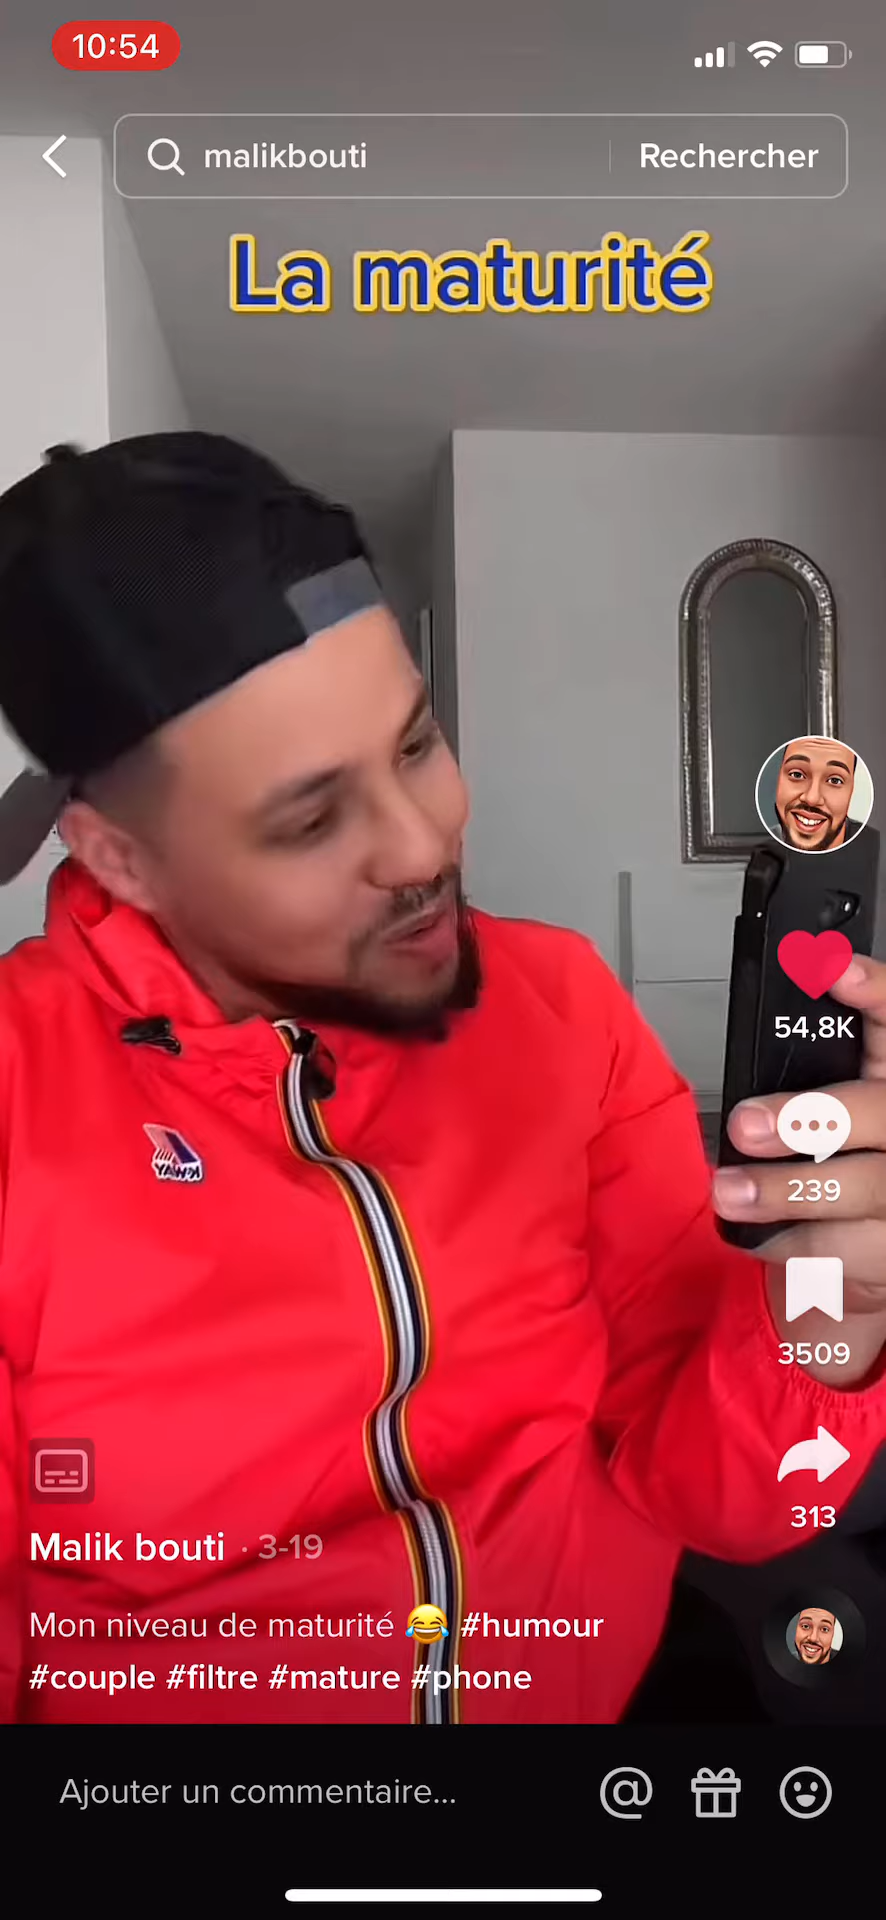 10:54
malikbouti
Rechercher
La maturité
K-WAY
54,8K
239
3509
313
Malik bouti · 3-19
Mon niveau de maturité 😂 #humour
#couple #filtre #mature #phone
Ajouter un commentaire...